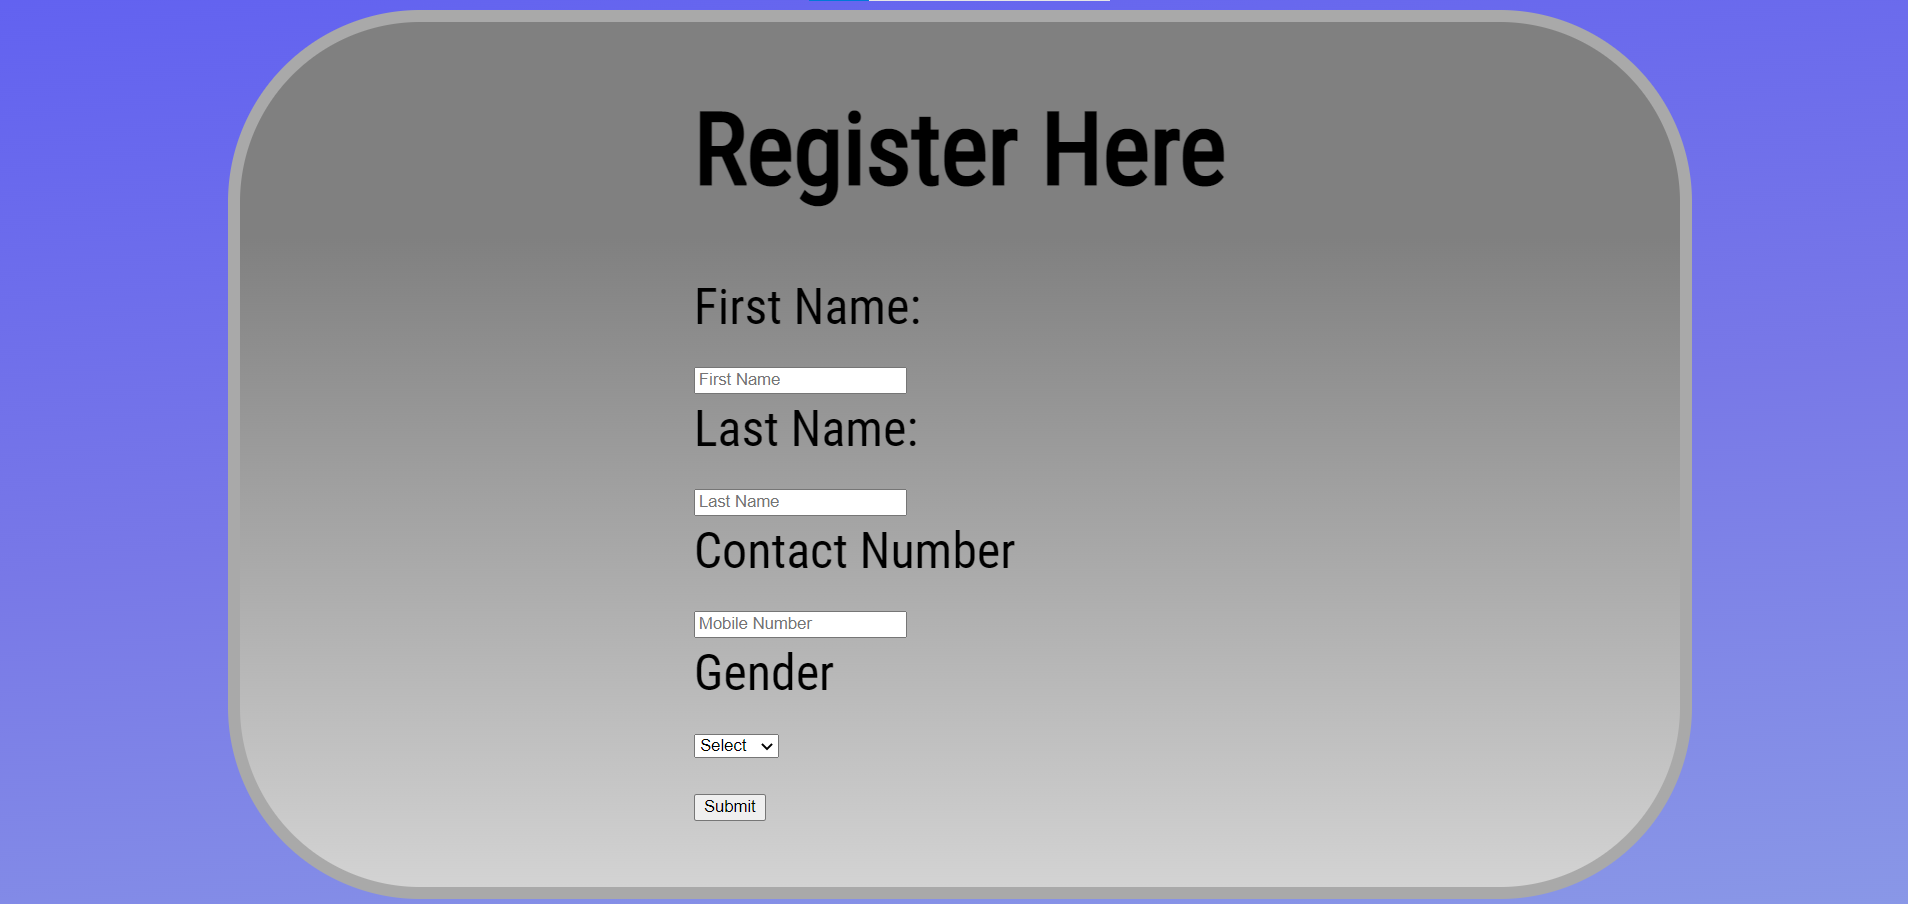 Register Here
First Name:
First Name
Last Name:
Last Name
Contact Number
Mobile Number
Gender
Select
Submit